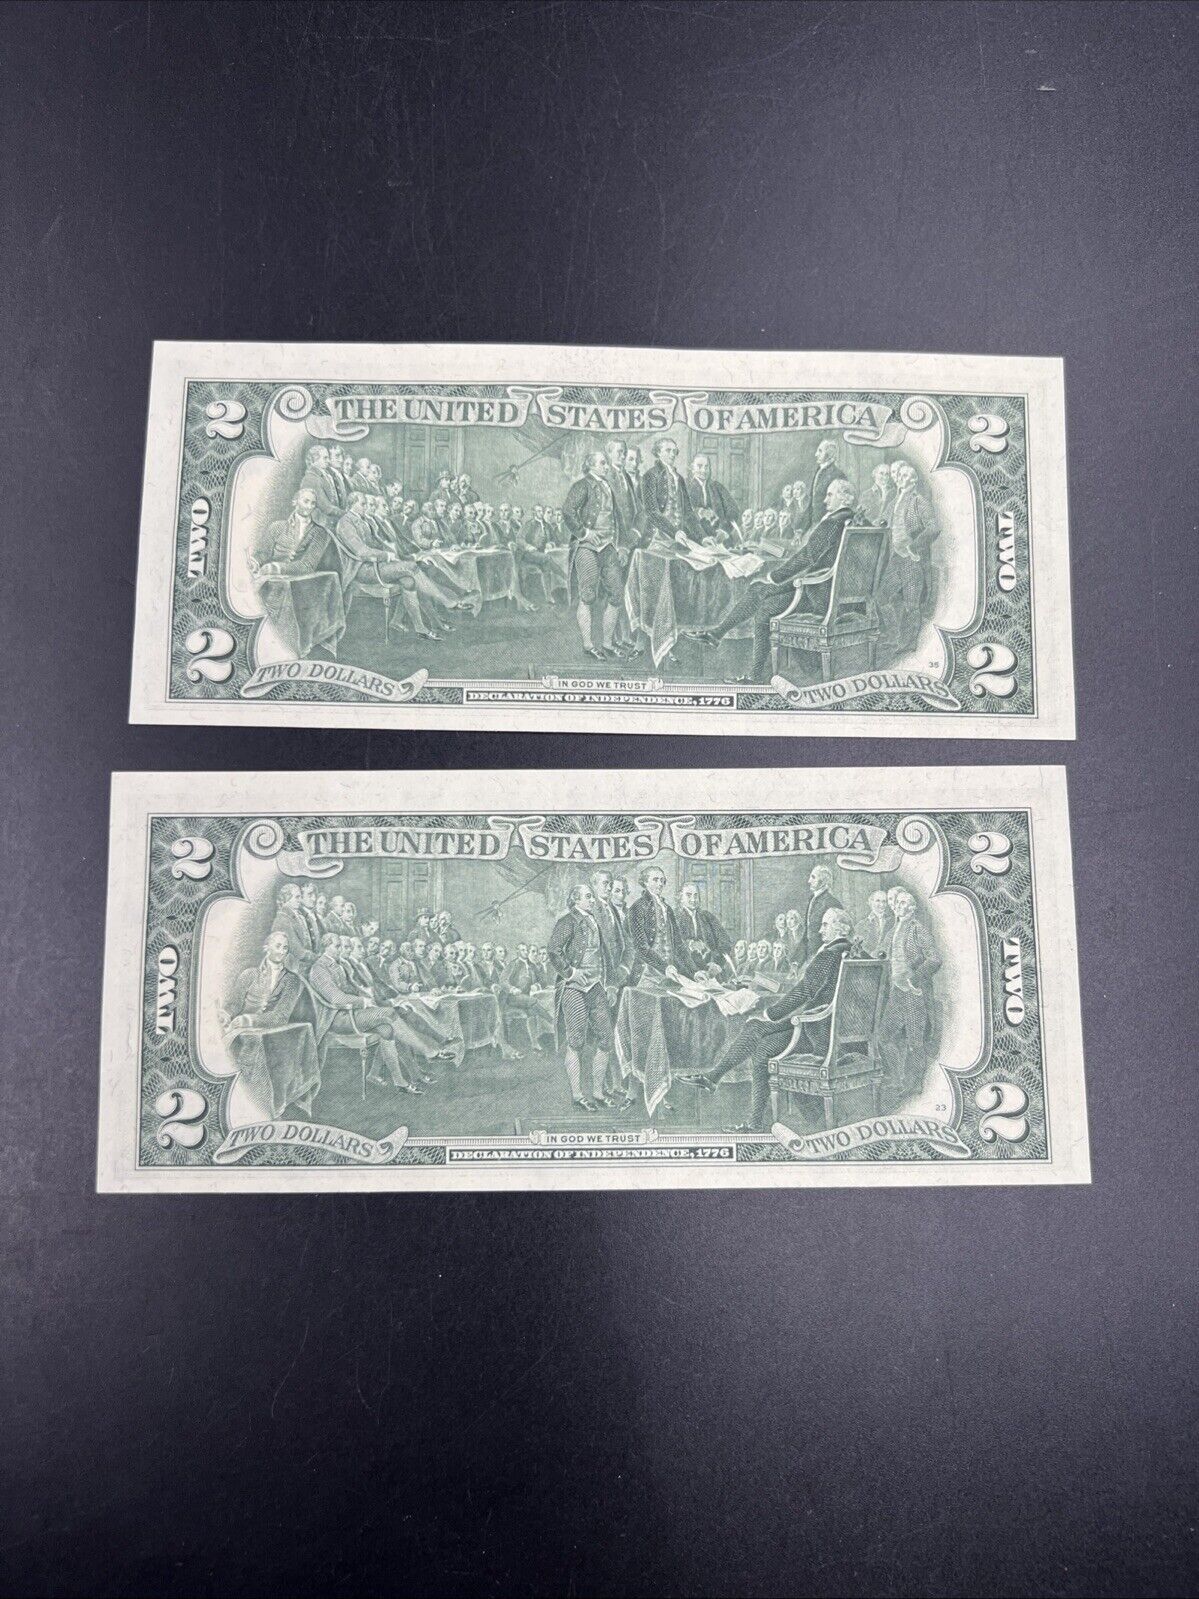 2 THE UNITED STATES OF AMERICA 2
TWO TWO
35
2 TWO DOLLARS IN GOD WE TRUST TWO DOLLARS 2
DECLARATION OF INDEPENDENCE, 1776
2 THE UNITED STATES OF AMERICA 2
TWO TWO
23
2 TWO DOLLARS IN GOD WE TRUST TWO DOLLARS 2
DECLARATION OF INDEPENDENCE, 1776